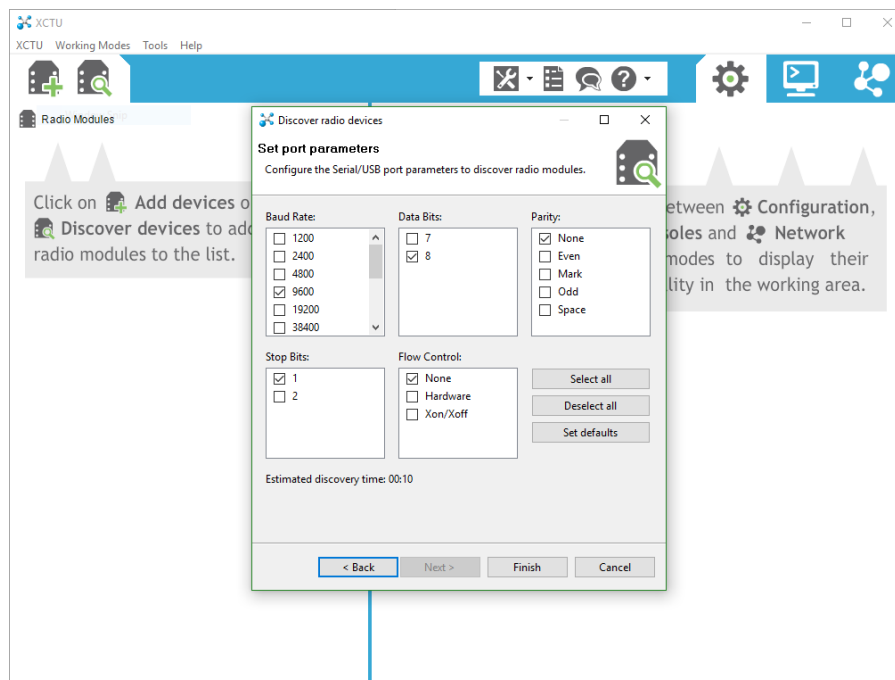 XCTU
XCTU Working Modes Tools Help
Radio Modules
Click on Add devices o
Discover devices to add
radio modules to the list.
etween Configuration,
oles and Network
modes to display their
lity in the working area.
Discover radio devices
Set port parameters
Configure the Serial/USB port parameters to discover radio modules.
Baud Rate:
1200
2400
4800
9600
19200
38400
Data Bits:
7
8
Parity:
None
Even
Mark
Odd
Space
Stop Bits:
1
2
Flow Control:
None
Hardware
Xon/Xoff
Select all
Deselect all
Set defaults
Estimated discovery time: 00:10
< Back
Next >
Finish
Cancel